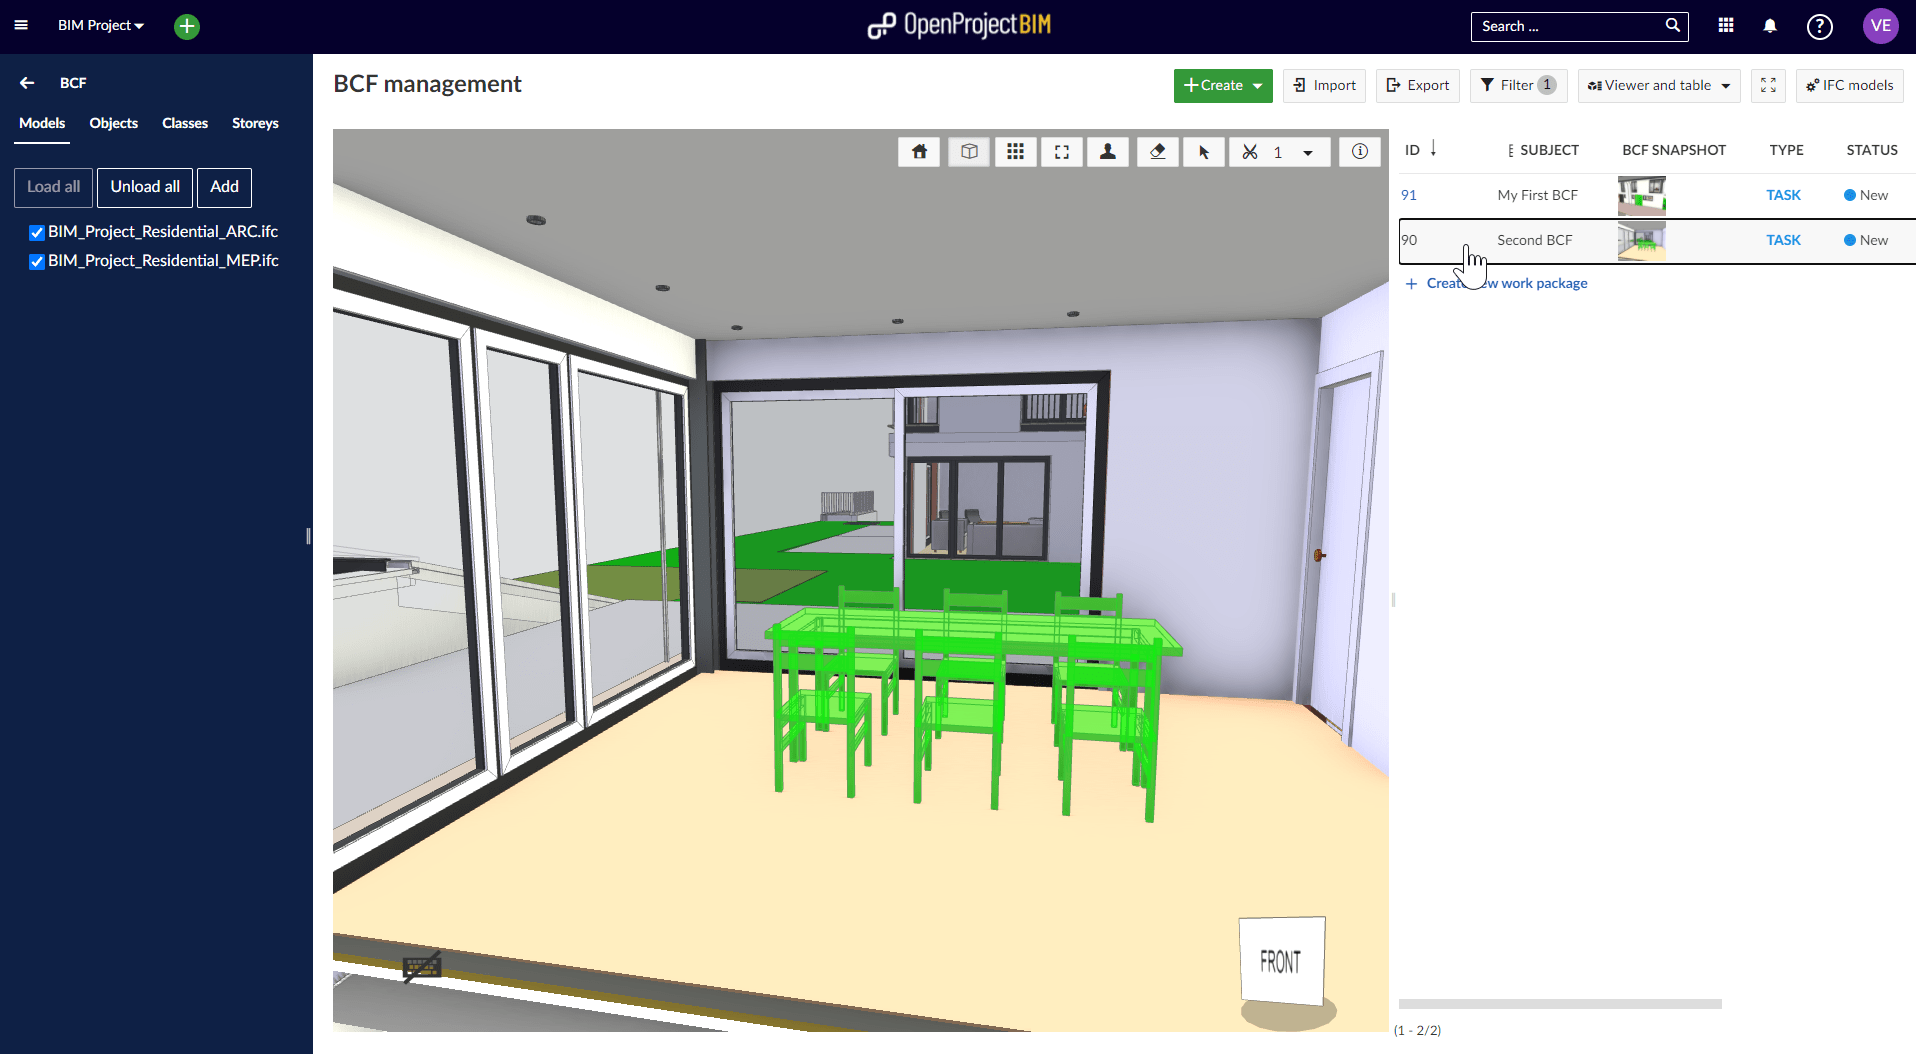 BIM Project
OpenProjectBIM
Search ...
?
VE
BCF
Models
Objects
Classes
Storeys
Load all
Unload all
Add
BIM_Project_Residential_ARC.ifc
BIM_Project_Residential_MEP.ifc
BCF management
Create
Import
Export
Filter 1
Viewer and table
IFC models
1
FRONT
ID
SUBJECT
BCF SNAPSHOT
TYPE
STATUS
91
My First BCF
TASK
New
90
Second BCF
TASK
New
+ Create new work package
(1 - 2/2)